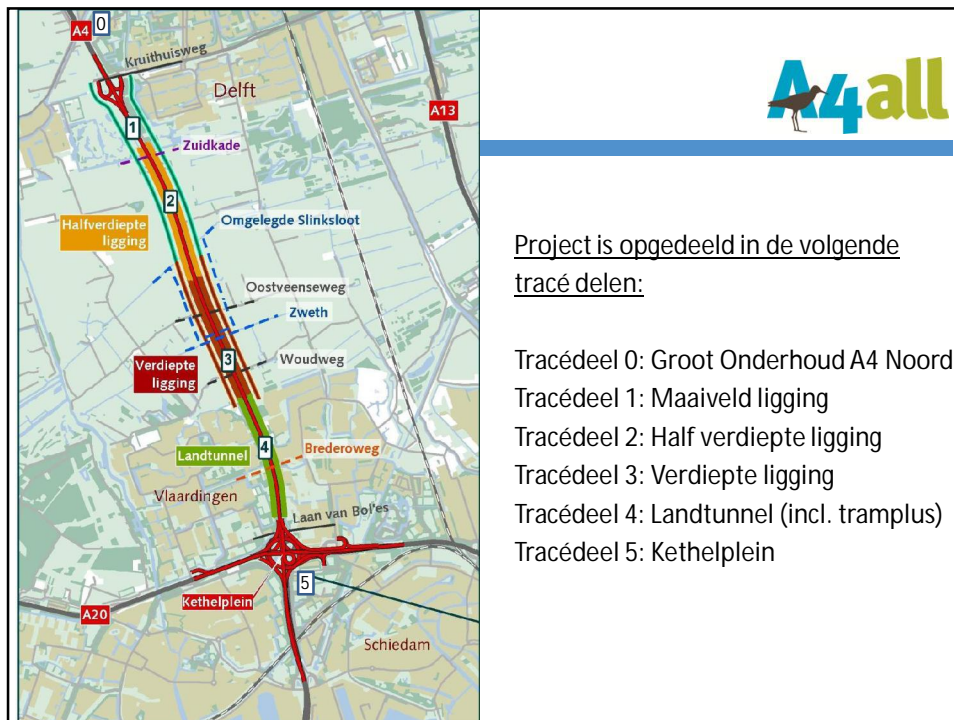 A4
0
Kruithuisweg
Delft
A13
1
Zuidkade
2
Halfverdiepte
ligging
Omgelegde Slinksloot
Oostveenseweg
Zweth
3
Woudweg
Verdiepte
ligging
4
Landtunnel
Brederoweg
Vlaardingen
Laan van Bol'es
5
Kethelplein
A20
Schiedam
A4all
Project is opgedeeld in de volgende
tracé delen:
Tracédeel 0: Groot Onderhoud A4 Noord
Tracédeel 1: Maaiveld ligging
Tracédeel 2: Half verdiepte ligging
Tracédeel 3: Verdiepte ligging
Tracédeel 4: Landtunnel (incl. tramplus)
Tracédeel 5: Kethelplein